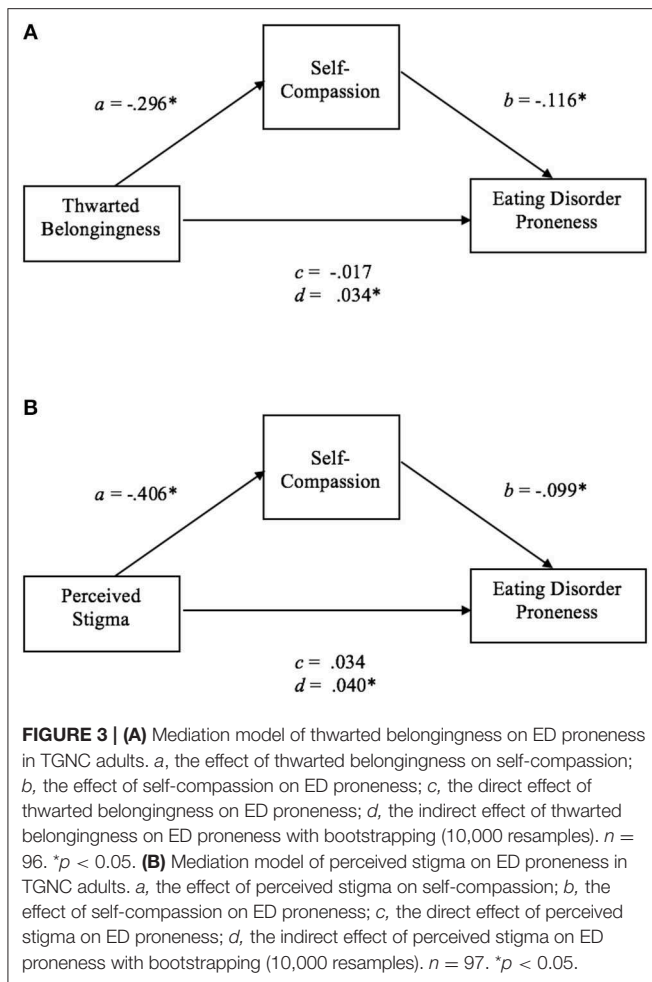 A
Self-
Compassion
a = -.296*
b = -.116*
Thwarted
Belongingness
Eating Disorder
Proneness
c = -.017
d = .034*
B
Self-
Compassion
a = -.406*
b = -.099*
Perceived
Stigma
Eating Disorder
Proneness
c = .034
d = .040*
FIGURE 3 | (A) Mediation model of thwarted belongingness on ED proneness
in TGNC adults. a, the effect of thwarted belongingness on self-compassion;
b, the effect of self-compassion on ED proneness; c, the direct effect of
thwarted belongingness on ED proneness; d, the indirect effect of thwarted
belongingness on ED proneness with bootstrapping (10,000 resamples). n =
96. *p < 0.05. (B) Mediation model of perceived stigma on ED proneness in
TGNC adults. a, the effect of perceived stigma on self-compassion; b, the
effect of self-compassion on ED proneness; c, the direct effect of perceived
stigma on ED proneness; d, the indirect effect of perceived stigma on ED
proneness with bootstrapping (10,000 resamples). n = 97. *p < 0.05.